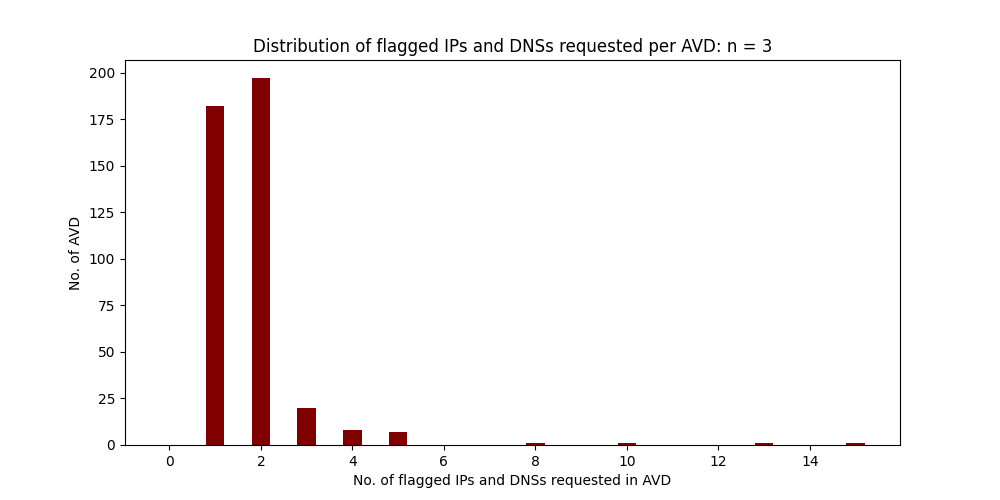 Distribution of flagged IPs and DNSs requested per AVD: n = 3
200
175
150
125
100
75
50
25
0
No. of AVD
0 2 4 6 8 10 12 14
No. of flagged IPs and DNSs requested in AVD